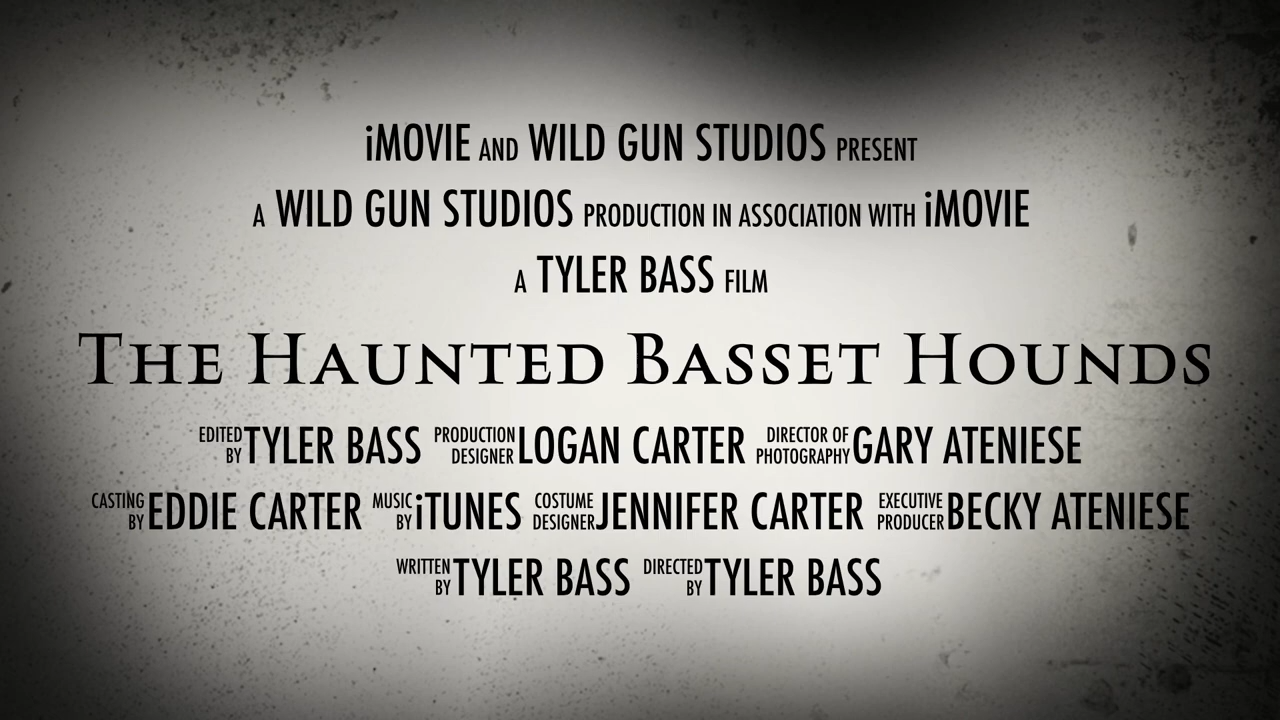 iMOVIE AND WILD GUN STUDIOS PRESENT
A WILD GUN STUDIOS PRODUCTION IN ASSOCIATION WITH iMOVIE
A TYLER BASS FILM
THE HAUNTED BASSET HOUNDS
EDITED BY TYLER BASS PRODUCTION DESIGNER LOGAN CARTER DIRECTOR OF PHOTOGRAPHY GARY ATENIESE
CASTING BY EDDIE CARTER MUSIC BY iTUNES COSTUME DESIGNER JENNIFER CARTER EXECUTIVE PRODUCER BECKY ATENIESE
WRITTEN BY TYLER BASS DIRECTED BY TYLER BASS